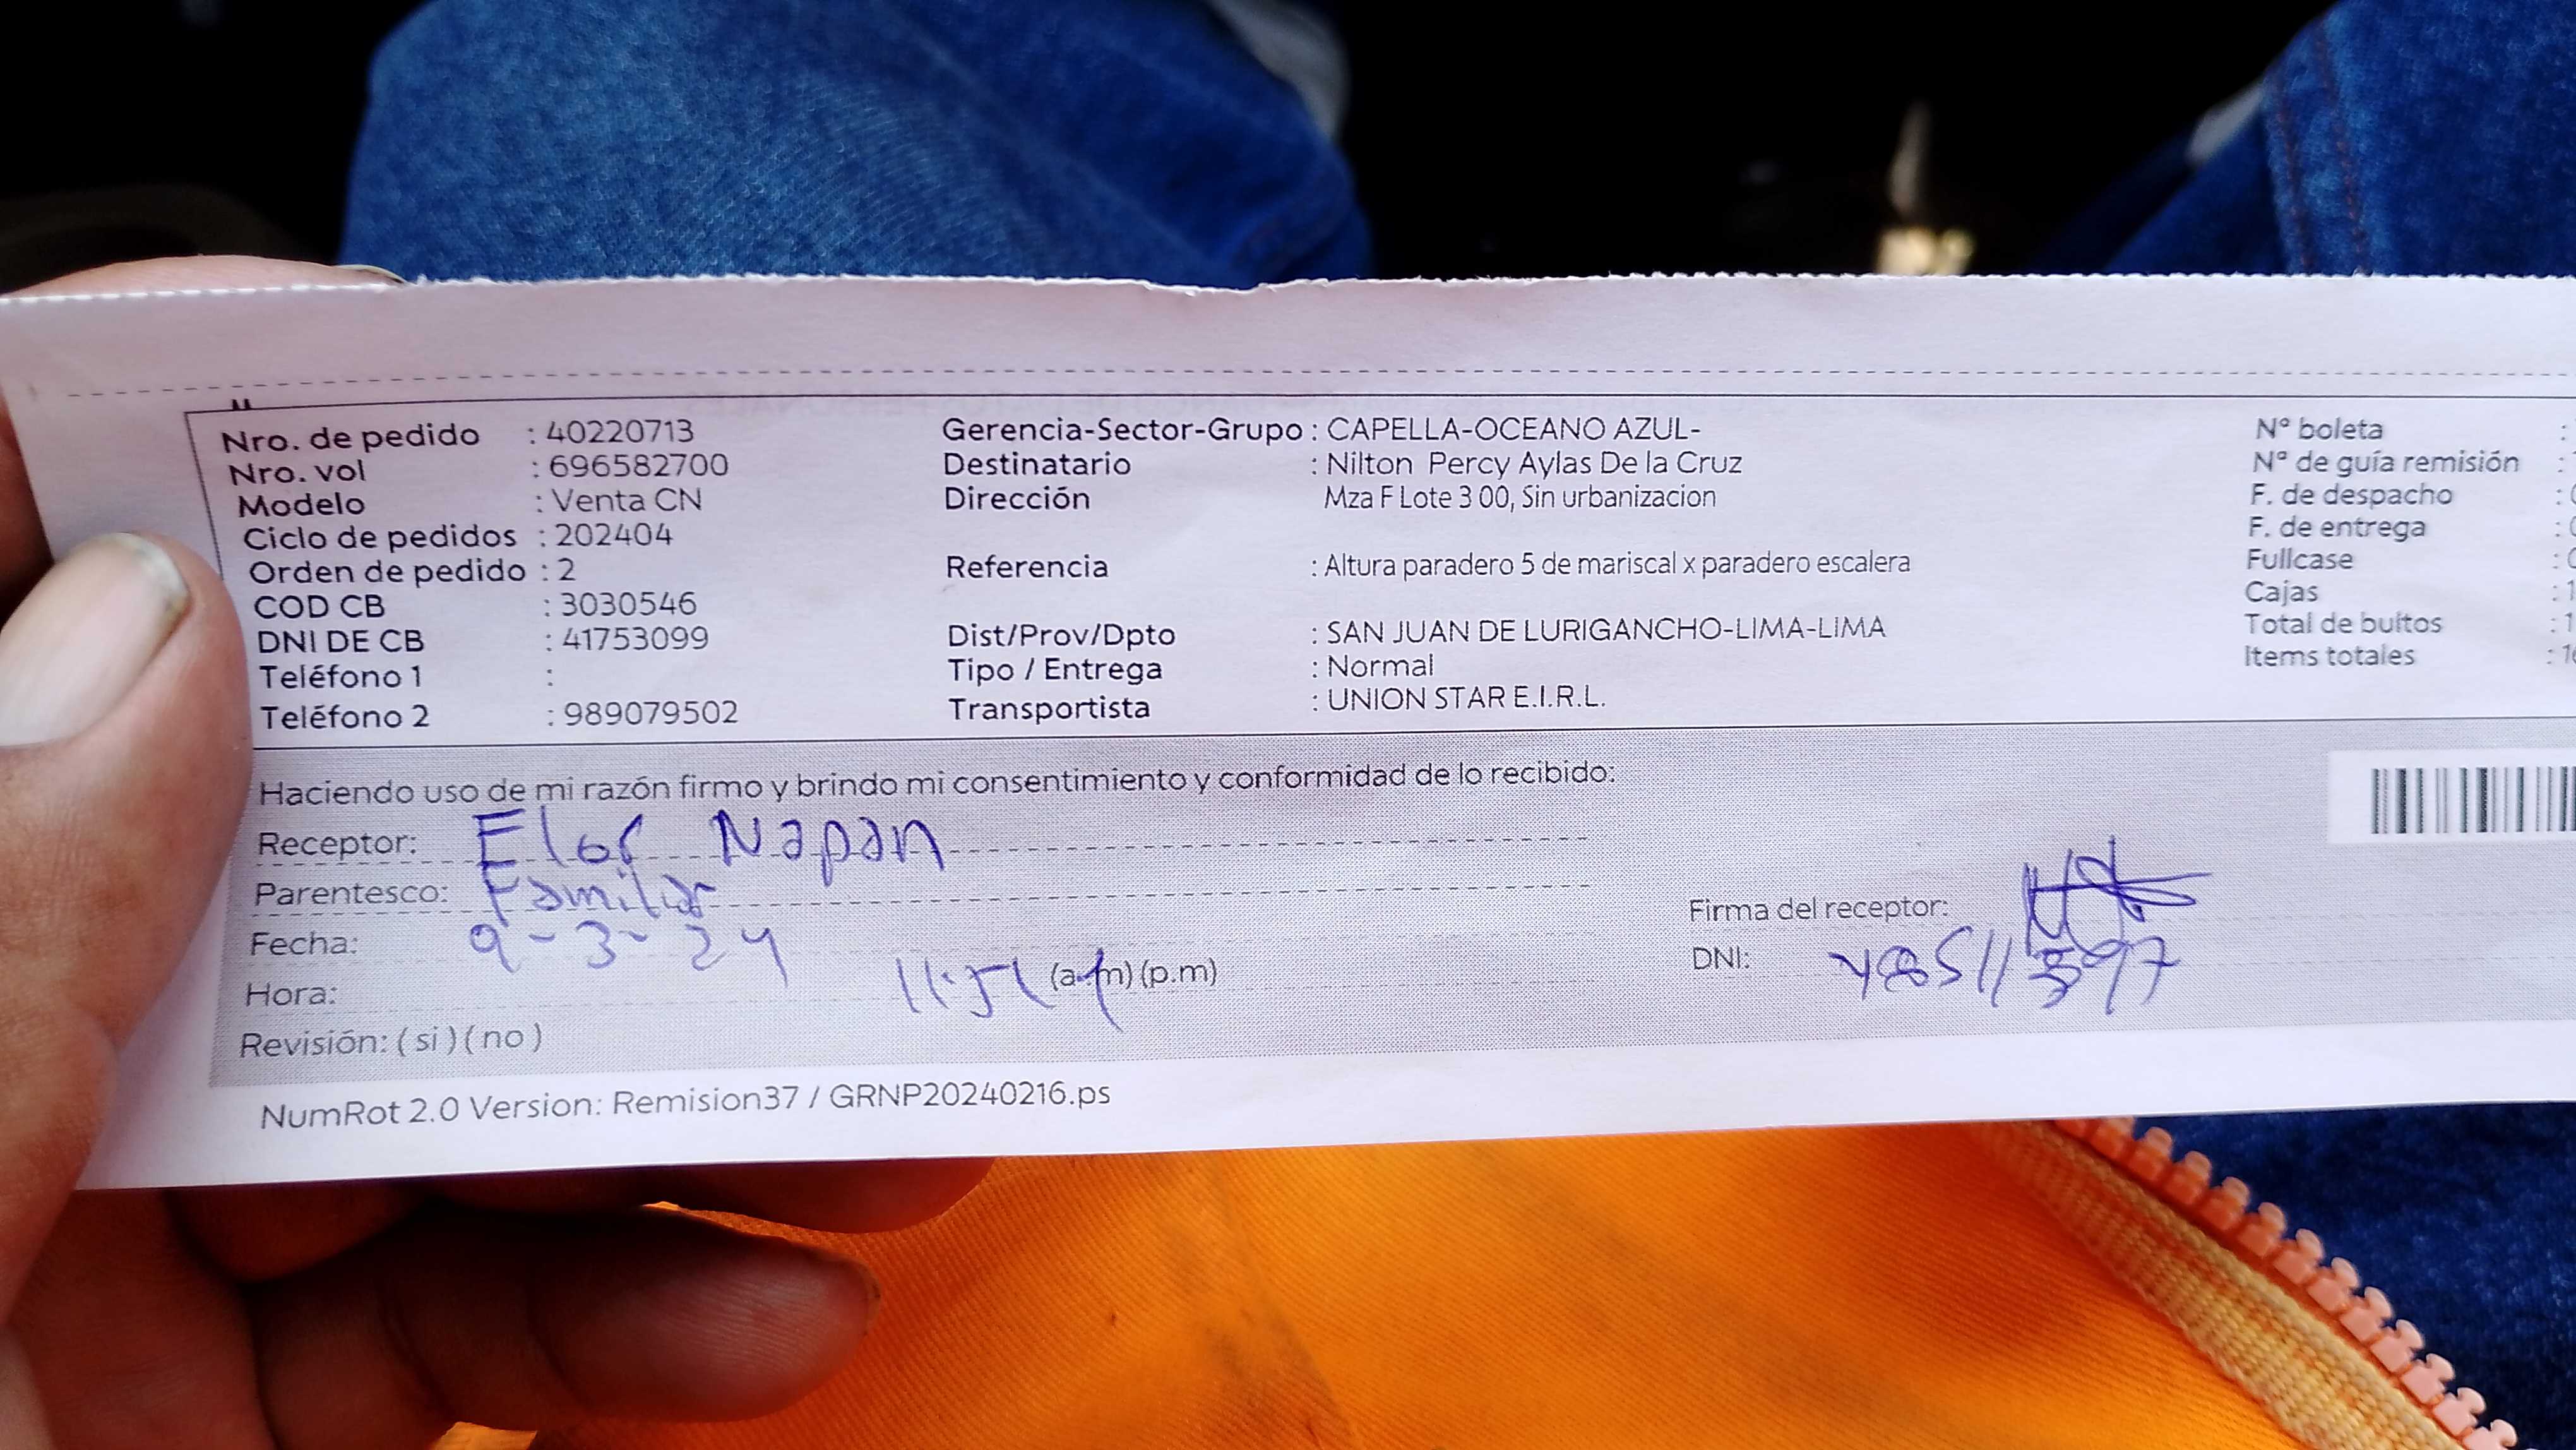 Nro. de pedido : 40220713
Nro. vol : 696582700
Modelo : Venta CN
Ciclo de pedidos : 202404
Orden de pedido : 2
COD CB : 3030546
DNI DE CB : 41753099
Teléfono 1 :
Teléfono 2 : 989079502
Gerencia-Sector-Grupo : CAPELLA-OCEANO AZUL-
Destinatario : Nilton Percy Aylas De la Cruz
Dirección Mza F Lote 3 00, Sin urbanizacion
Referencia : Altura paradero 5 de mariscal x paradero escalera
Dist/Prov/Dpto : SAN JUAN DE LURIGANCHO-LIMA-LIMA
Tipo / Entrega : Normal
Transportista : UNION STAR E.I.R.L.
N° boleta :
N° de guía remisión :
F. de despacho :
F. de entrega :
Fullcase :
Cajas : 1
Total de bultos : 1
Items totales :
Haciendo uso de mi razón firmo y brindo mi consentimiento y conformidad de lo recibido:
Receptor: Napan
Parentesco: Familiar
Fecha: 9-3-24
Hora: (a.m) (p.m)
Revisión: ( si ) ( no )
Firma del receptor:
DNI:
NumRot 2.0 Version: Remision37 / GRNP20240216.ps